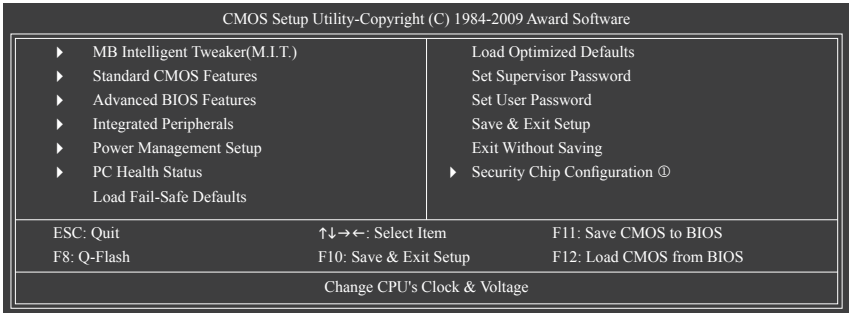 CMOS Setup Utility-Copyright (C) 1984-2009 Award Software
MB Intelligent Tweaker(M.I.T.)
Standard CMOS Features
Advanced BIOS Features
Integrated Peripherals
Power Management Setup
PC Health Status
Load Fail-Safe Defaults
Load Optimized Defaults
Set Supervisor Password
Set User Password
Save & Exit Setup
Exit Without Saving
Security Chip Configuration ①
ESC: Quit
↑↓→←: Select Item
F11: Save CMOS to BIOS
F8: Q-Flash
F10: Save & Exit Setup
F12: Load CMOS from BIOS
Change CPU's Clock & Voltage